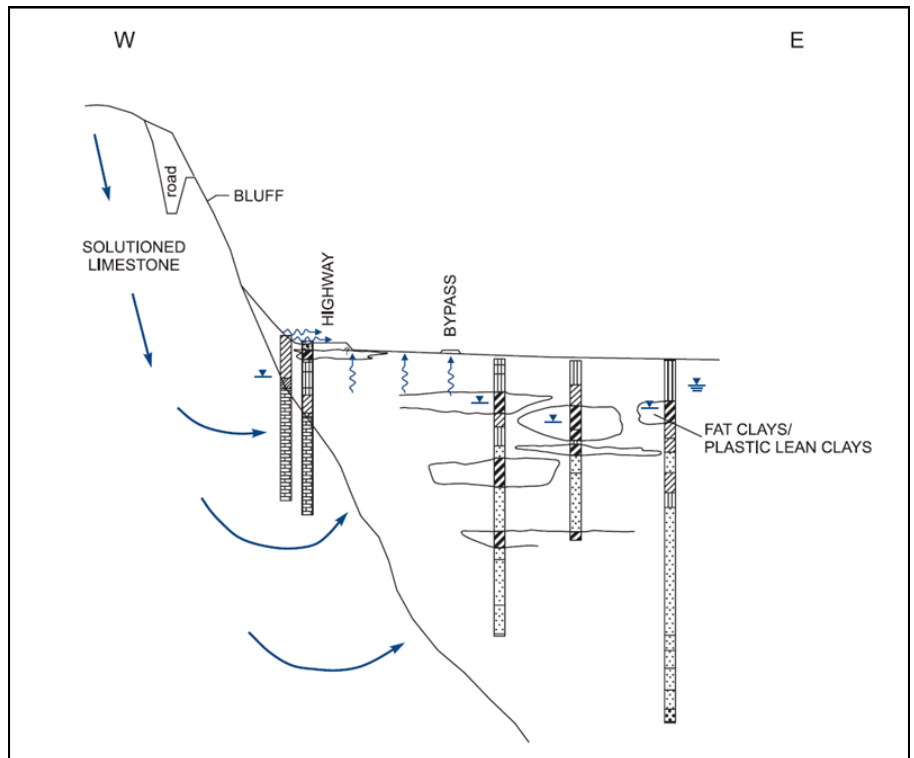 W
E
road
BLUFF
SOLUTIONED
LIMESTONE
HIGHWAY
BYPASS
FAT CLAYS/
PLASTIC LEAN CLAYS